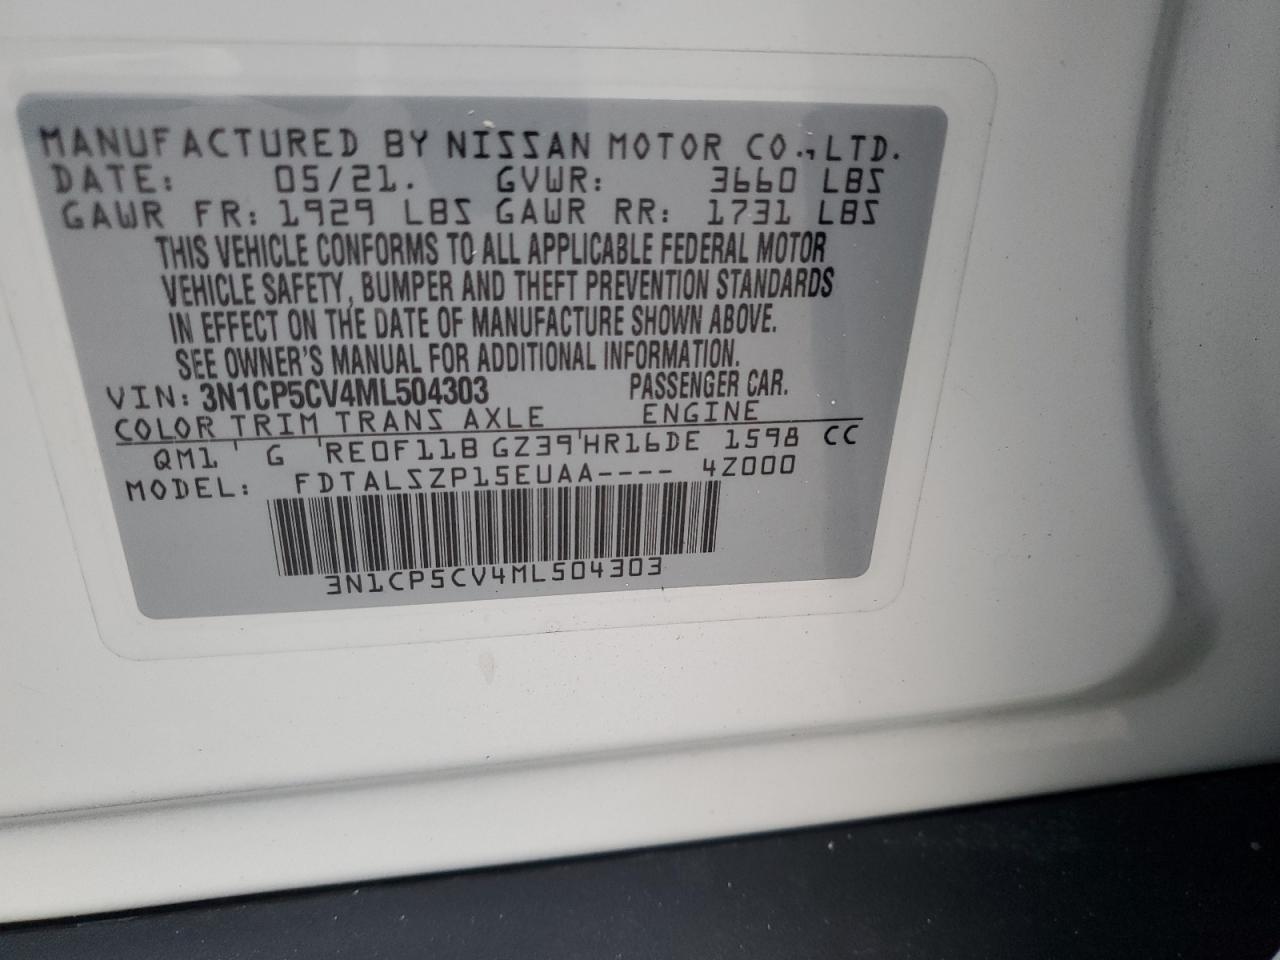 MANUFACTURED BY NISSAN MOTOR CO., LTD.
DATE: 05/21. GVWR: 3660 LBS
GAWR FR: 1929 LBS GAWR RR: 1731 LBS
THIS VEHICLE CONFORMS TO ALL APPLICABLE FEDERAL MOTOR
VEHICLE SAFETY, BUMPER AND THEFT PREVENTION STANDARDS
IN EFFECT ON THE DATE OF MANUFACTURE SHOWN ABOVE.
SEE OWNER'S MANUAL FOR ADDITIONAL INFORMATION.
VIN: 3N1CP5CV4ML504303 PASSENGER CAR.
COLOR TRIM TRANS AXLE ENGINE
QM1 ' G 'RE0F11B GZ39'HR16DE 1598 CC
MODEL: FDTALSZP15EUAA---- 4Z000
3N1CP5CV4ML504303